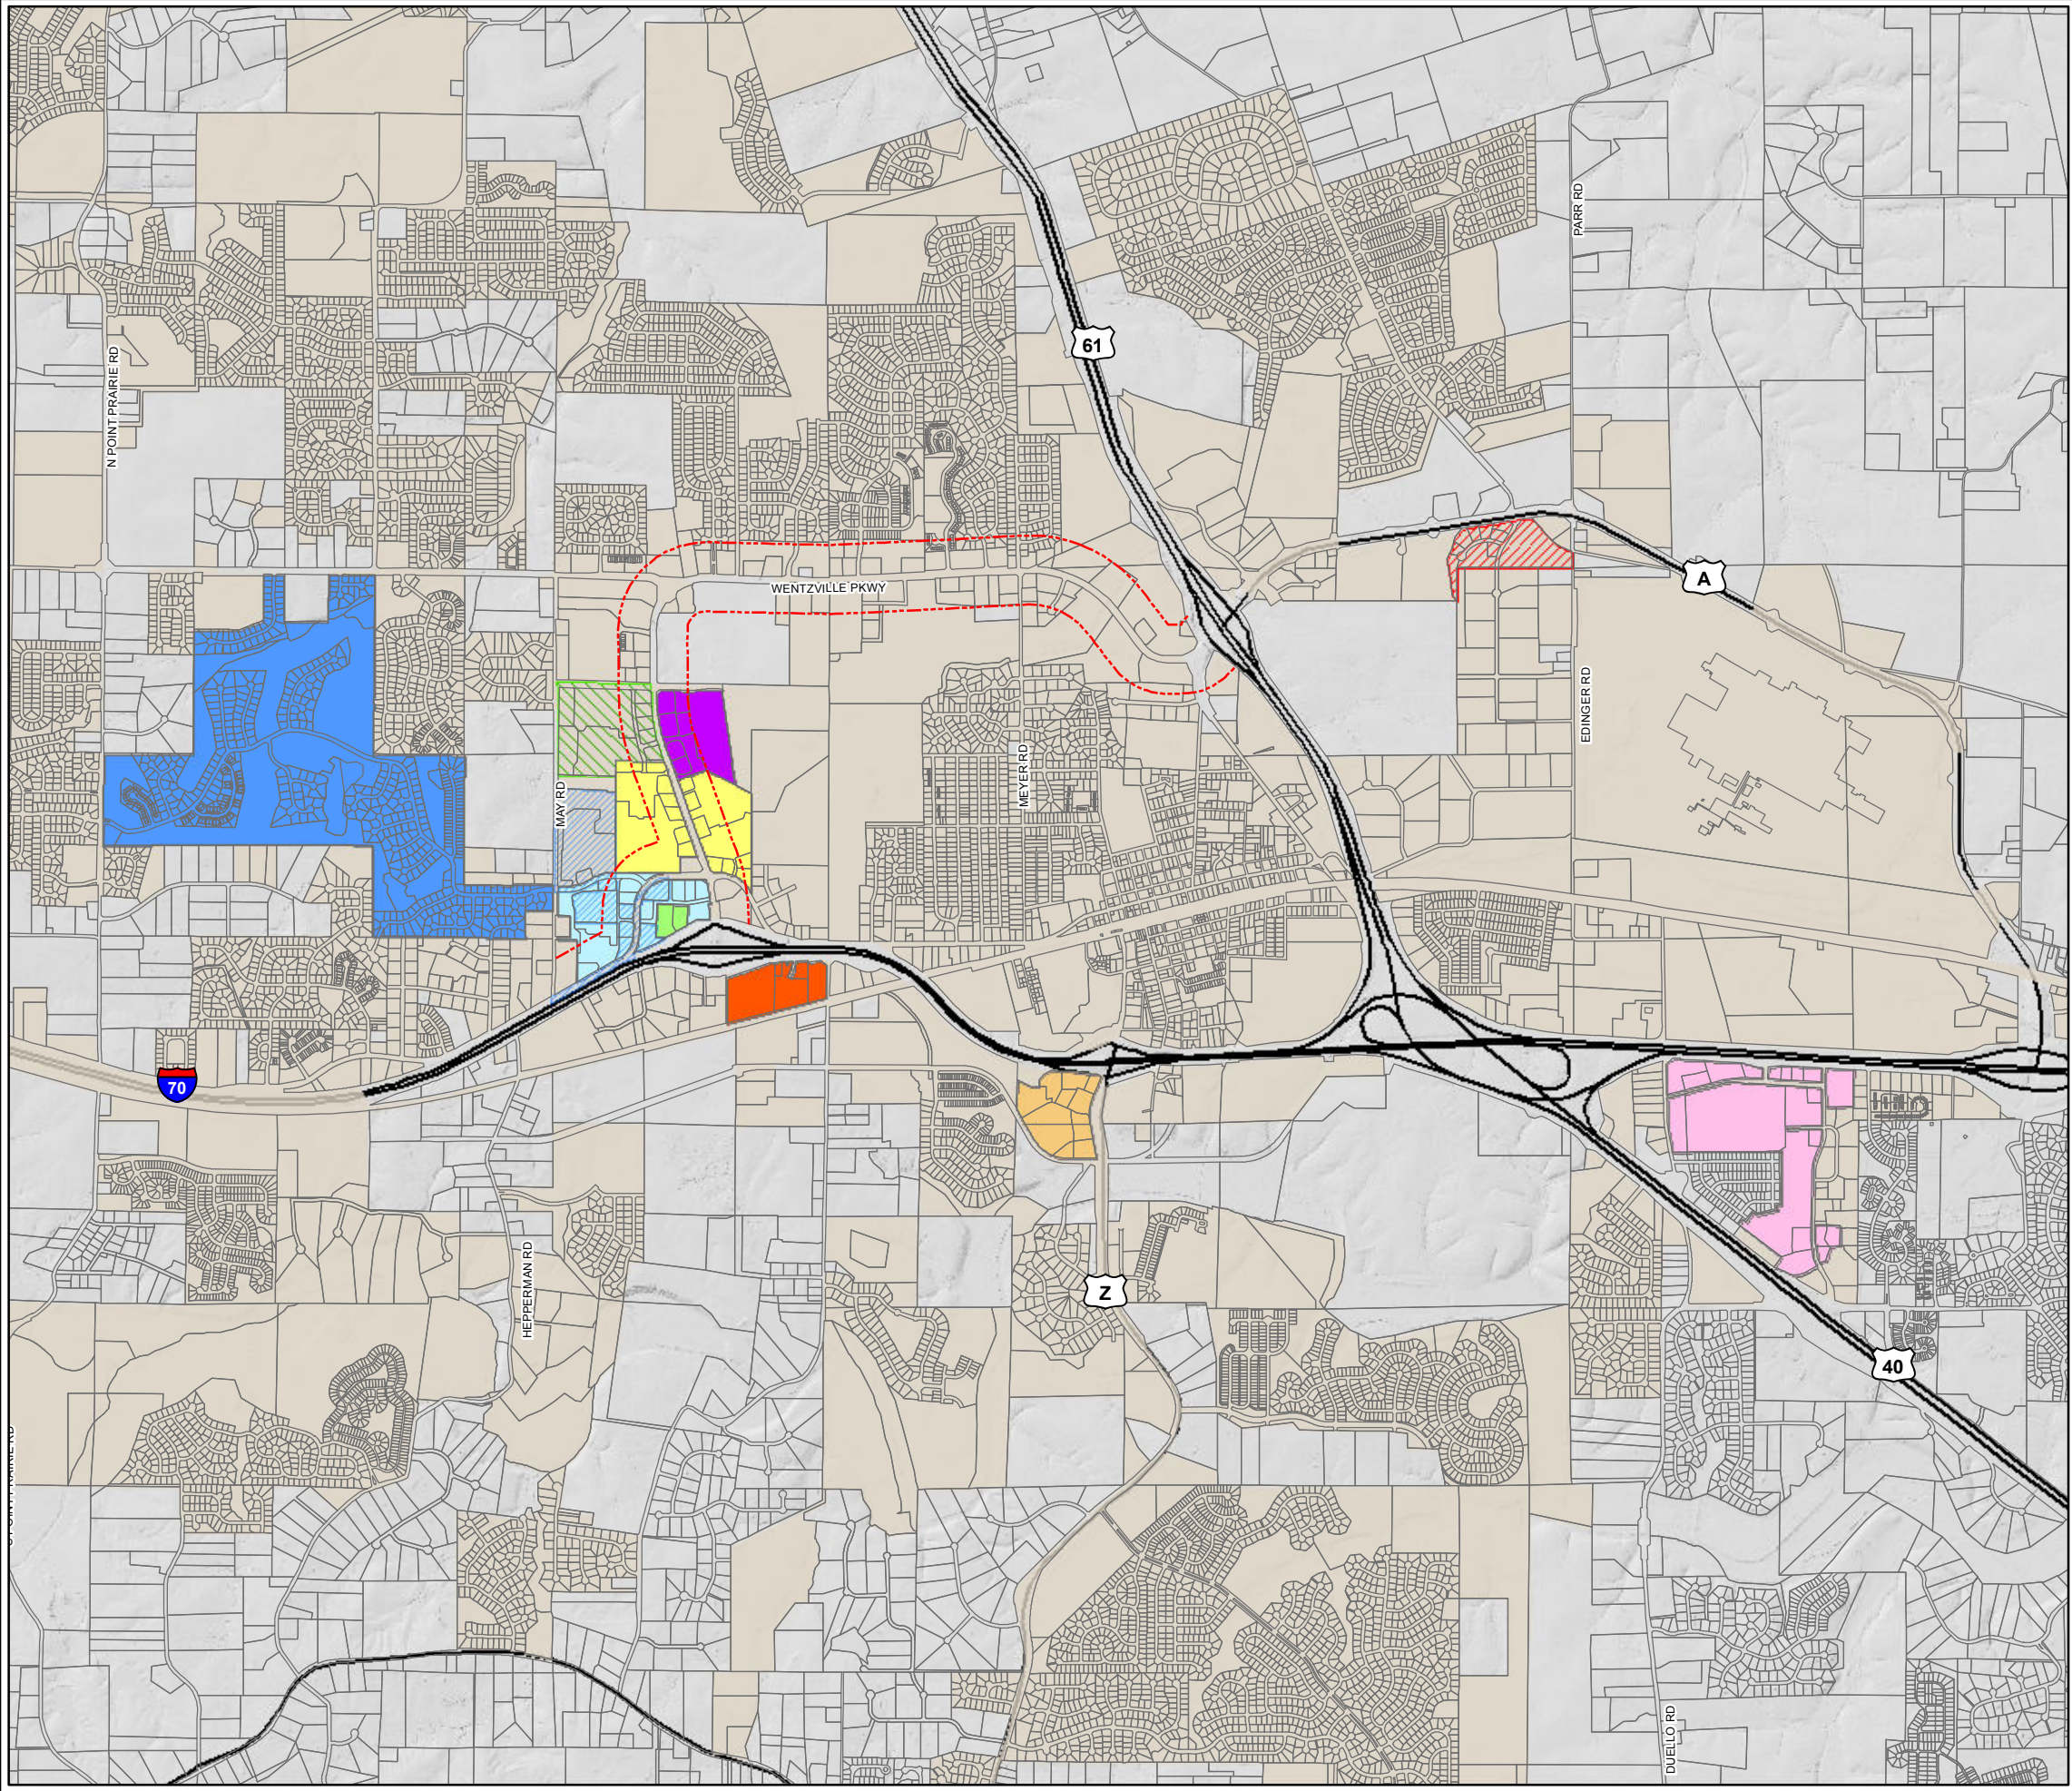 PARR RD
61
N POINT PRAIRIE RD
A
WENTZVILLE PKWY
EDINGER RD
MEYER RD
MAY RD
70
HEPPERMAN RD
Z
40
DUELLO RD